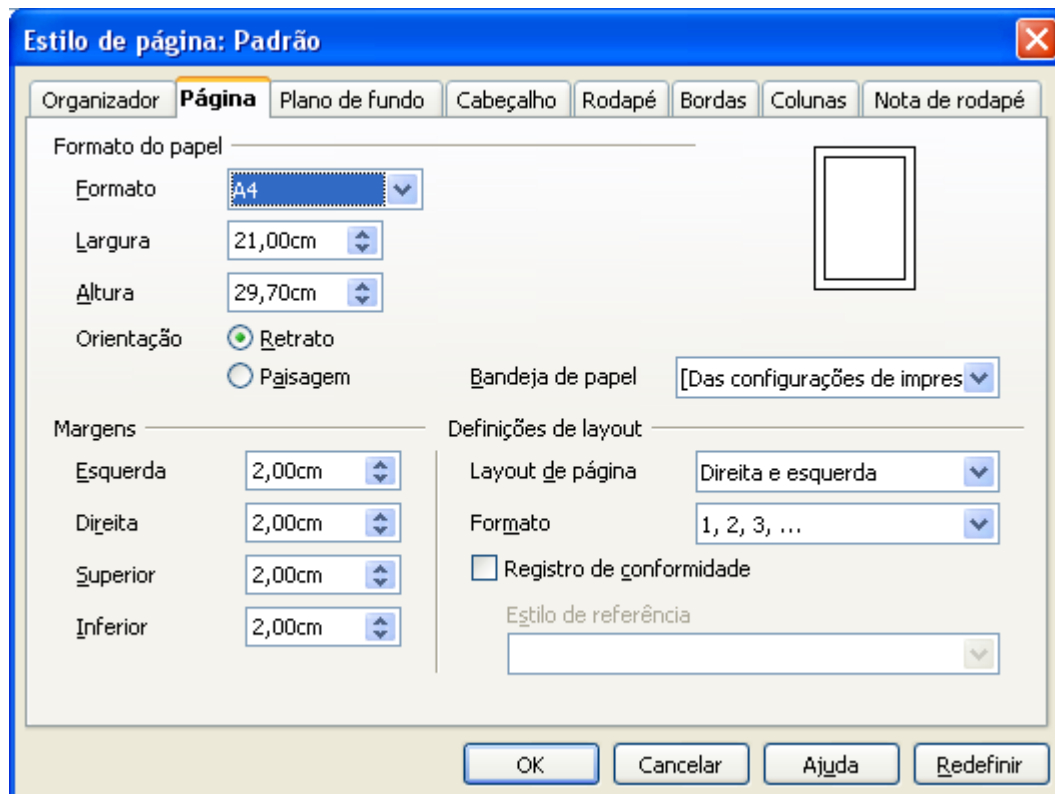 Estilo de página: Padrão
Organizador Página Plano de fundo Cabeçalho Rodapé Bordas Colunas Nota de rodapé
Formato do papel
Formato A4
Largura 21,00cm
Altura 29,70cm
Orientação Retrato
Paisagem Bandeja de papel [Das configurações de impres
Margens Definições de layout
Esquerda 2,00cm Layout de página Direita e esquerda
Direita 2,00cm Formato 1, 2, 3, ...
Superior 2,00cm Registro de conformidade
Estilo de referência
Inferior 2,00cm
OK Cancelar Ajuda Redefinir